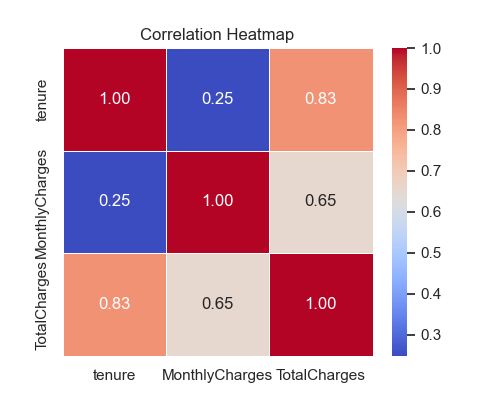 Correlation Heatmap
tenure
1.00 0.25 0.83
MonthlyCharges
0.25 1.00 0.65
TotalCharges
0.83 0.65 1.00
tenure MonthlyCharges TotalCharges
1.0
0.9
0.8
0.7
0.6
0.5
0.4
0.3